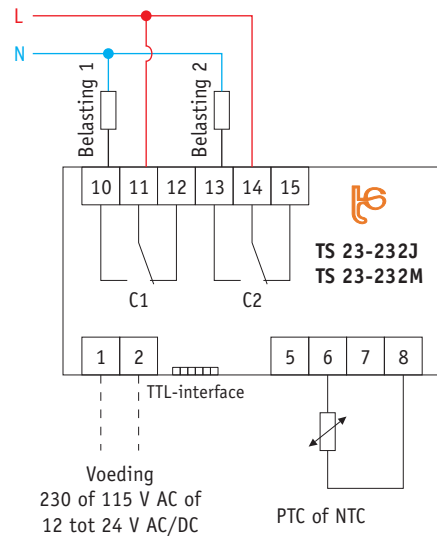 L
N
Belasting 1
Belasting 2
10 11 12 13 14 15
TS 23-232J
TS 23-232M
C1 C2
1 2 5 6 7 8
TTL-interface
Voeding
230 of 115 V AC of
12 tot 24 V AC/DC
PTC of NTC